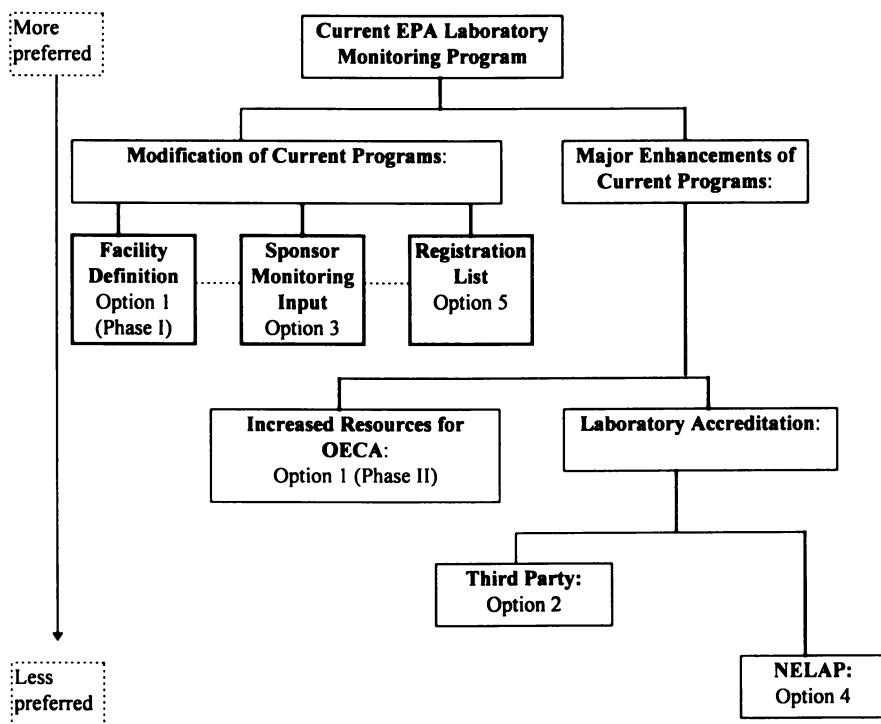 More
preferred
Current EPA Laboratory
Monitoring Program
Modification of Current Programs:
Major Enhancements of
Current Programs:
Facility
Definition
Option 1
(Phase I)
Sponsor
Monitoring
Input
Option 3
Registration
List
Option 5
Increased Resources for
OECA:
Option 1 (Phase II)
Laboratory Accreditation:
Third Party:
Option 2
NELAP:
Option 4
Less
preferred